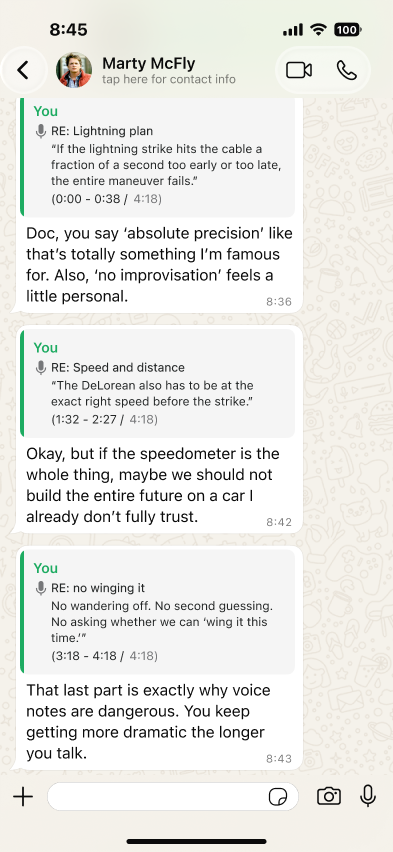 8:45
100
Marty McFly
tap here for contact info
You
RE: Lightning plan
“If the lightning strike hits the cable a
fraction of a second too early or too late,
the entire maneuver fails.”
(0:00 - 0:38 / 4:18)
Doc, you say ‘absolute precision’ like
that’s totally something I’m famous
for. Also, ‘no improvisation’ feels a
little personal.
8:36
You
RE: Speed and distance
“The DeLorean also has to be at the
exact right speed before the strike.”
(1:32 - 2:27 / 4:18)
Okay, but if the speedometer is the
whole thing, maybe we should not
build the entire future on a car I
already don’t fully trust.
8:42
You
RE: no winging it
No wandering off. No second guessing.
No asking whether we can ‘wing it this
time.’”
(3:18 - 4:18 / 4:18)
That last part is exactly why voice
notes are dangerous. You keep
getting more dramatic the longer
you talk.
8:43